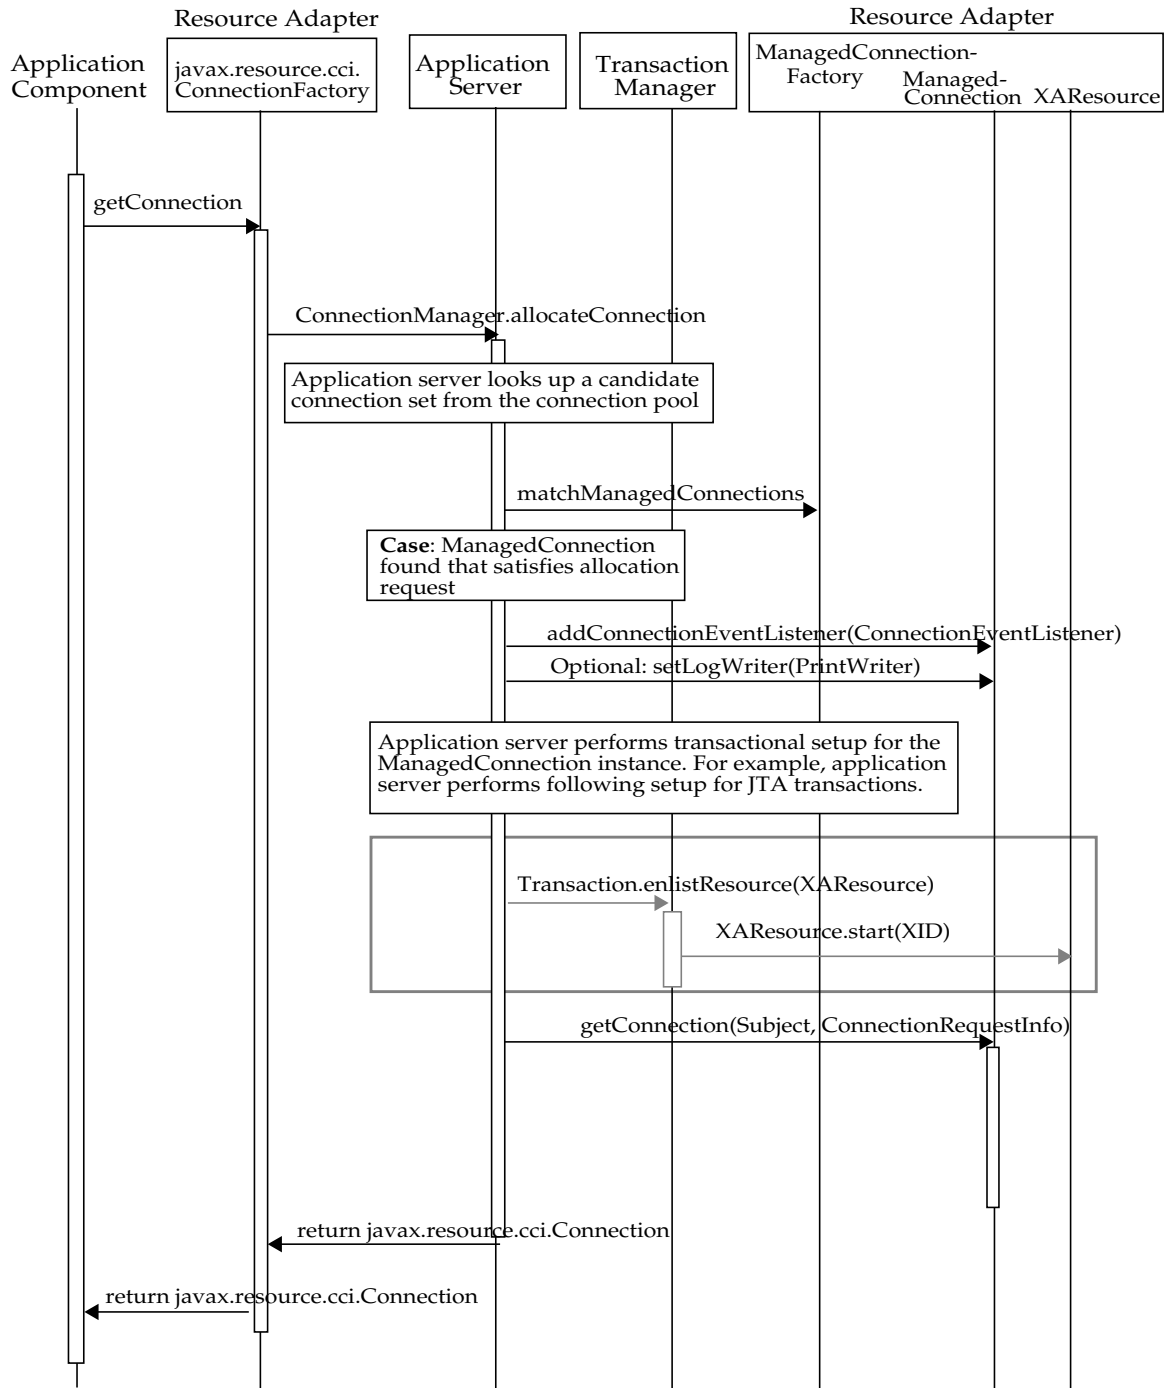 Resource Adapter
Resource Adapter
Application
Component
javax.resource.cci.
ConnectionFactory
Application
Server
Transaction
Manager
ManagedConnection-
Factory
Managed-
Connection
XAResource
getConnection
ConnectionManager.allocateConnection
Application server looks up a candidate
connection set from the connection pool
matchManagedConnections
Case: ManagedConnection
found that satisfies allocation
request
addConnectionEventListener(ConnectionEventListener)
Optional: setLogWriter(PrintWriter)
Application server performs transactional setup for the
ManagedConnection instance. For example, application
server performs following setup for JTA transactions.
Transaction.enlistResource(XAResource)
XAResource.start(XID)
getConnection(Subject, ConnectionRequestInfo)
return javax.resource.cci.Connection
return javax.resource.cci.Connection